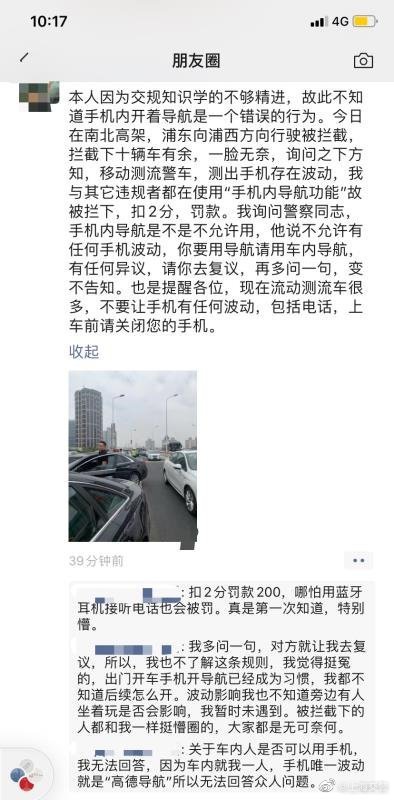 10:17
4G
朋友圈
本人因为交规知识学的不够精进，故此不知
道手机内开着导航是一个错误的行为。今日
在南北高架，浦东向浦西方向行驶被拦截，
拦截下十辆车有余，一脸无奈，询问之下方
知，移动测流警车，测出手机存在波动，我
与其它违规者都在使用“手机内导航功能”故
被拦下，扣2分，罚款。我询问警察同志，
手机内导航是不是不允许用，他说不允许有
任何手机波动，你要用导航请用车内导航，
有任何异议，请你去复议，再多问一句，变
不告知。也是提醒各位，现在流动测流车很
多，不要让手机有任何波动，包括电话，上
车前请关闭您的手机。
收起
39分钟前
: 扣2分罚款200，哪怕用蓝牙
耳机接听电话也会被罚。真是第一次知道，特别
懵。
: 我多问一句，对方就让我去复
议，所以，我也不了解这条规则，我觉得挺冤
的，出门开车手机开导航已经成为习惯，我都不
知道后续怎么开。波动影响我也不知道旁边有人
坐着玩是否会影响，我暂时未遇到。被拦截下的
人都和我一样挺懵圈的，大家都是无可奈何。
: 关于车内人是否可以用手机，
我无法回答，因为车内就我一人，手机唯一波动
就是“高德导航”所以无法回答众人问题。